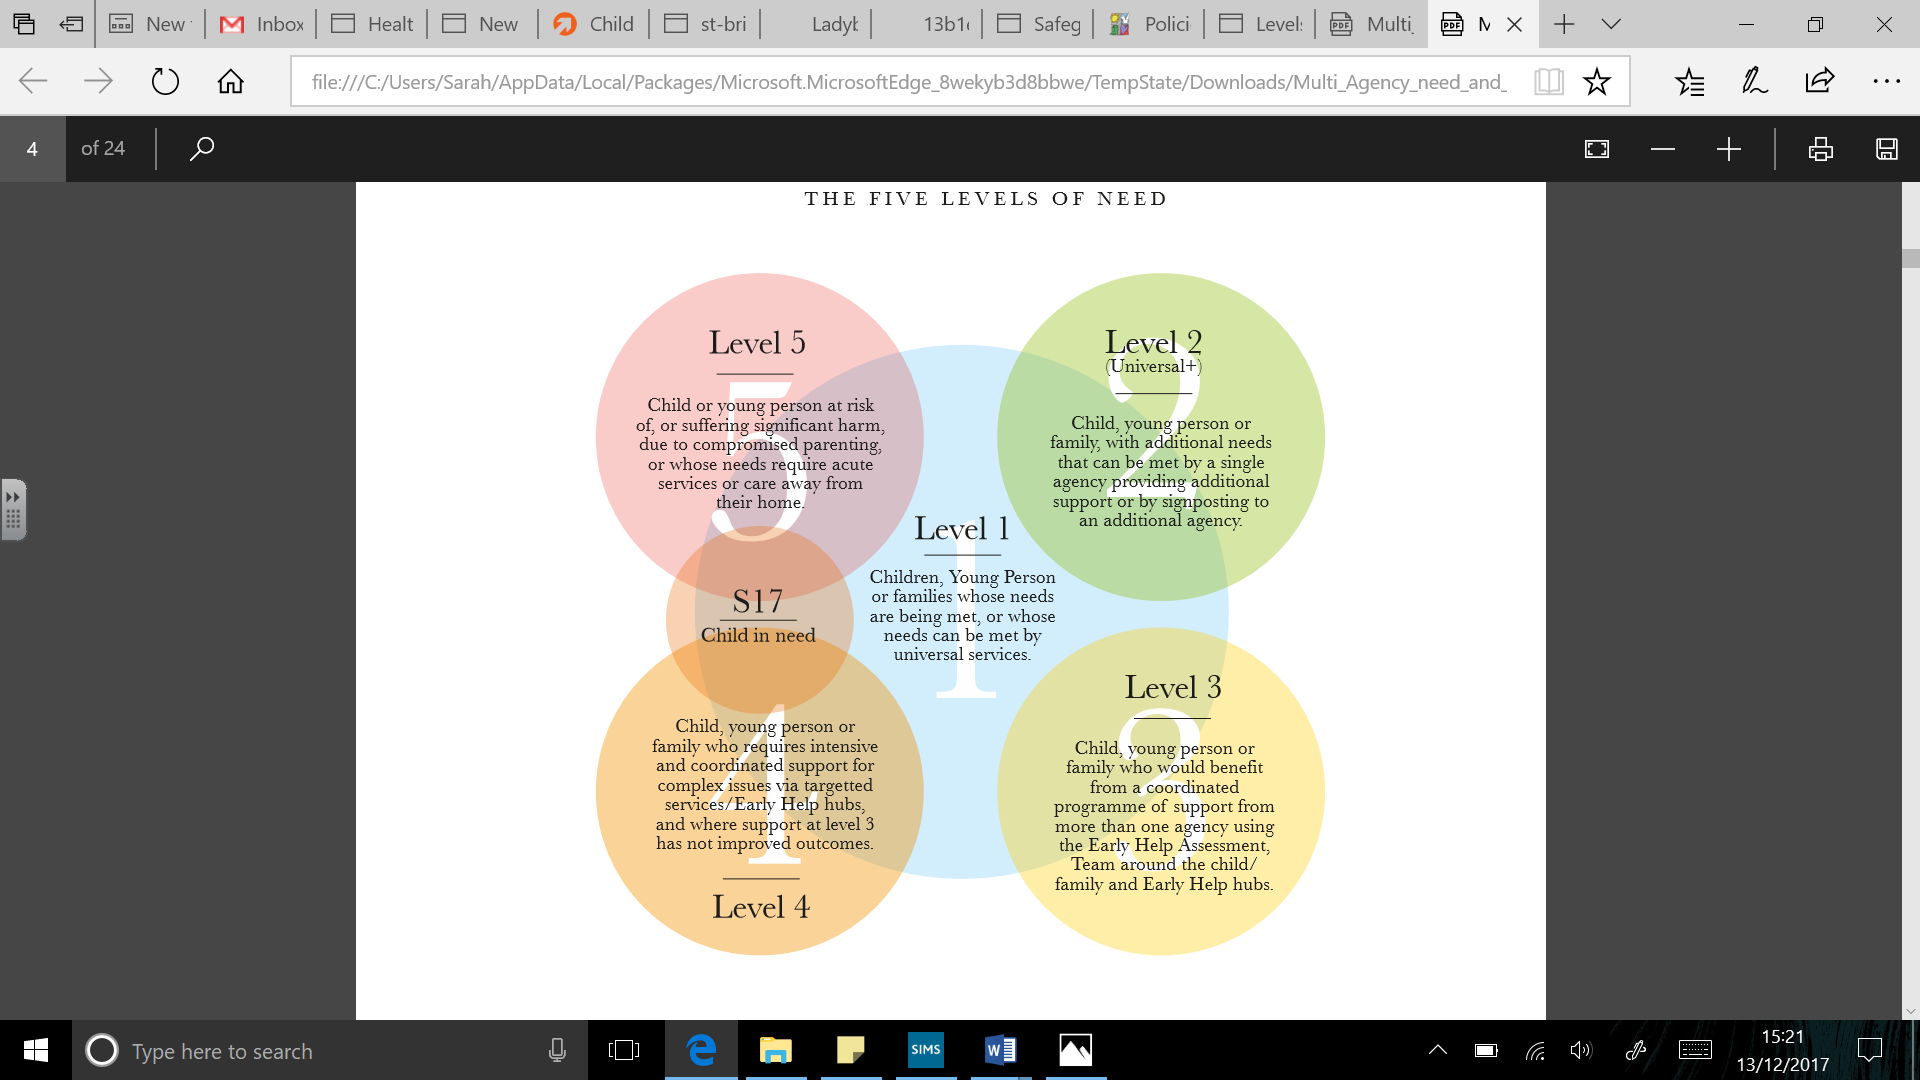 New
Inbox
Healt
New
Child
st-bri
Ladyb
13b1e
Safeg
Polici
Levels
Multi_
M
file:///C:/Users/Sarah/AppData/Local/Packages/Microsoft.MicrosoftEdge_8wekyb3d8bbwe/TempState/Downloads/Multi_Agency_need_and_
4 of 24
THE FIVE LEVELS OF NEED
Level 5
5
Child or young person at risk
of, or suffering significant harm,
due to compromised parenting,
or whose needs require acute
services or care away from
their home.
Level 2
(Universal+)
2
Child, young person or
family, with additional needs
that can be met by a single
agency providing additional
support or by signposting to
an additional agency.
Level 1
1
Children, Young Person
or families whose needs
are being met, or whose
needs can be met by
universal services.
S17
Child in need
4
Child, young person or
family who requires intensive
and coordinated support for
complex issues via targetted
services/Early Help hubs,
and where support at level 3
has not improved outcomes.
Level 4
Level 3
3
Child, young person or
family who would benefit
from a coordinated
programme of support from
more than one agency using
the Early Help Assessment,
Team around the child/
family and Early Help hubs.
Type here to search
SIMS
15:21
13/12/2017